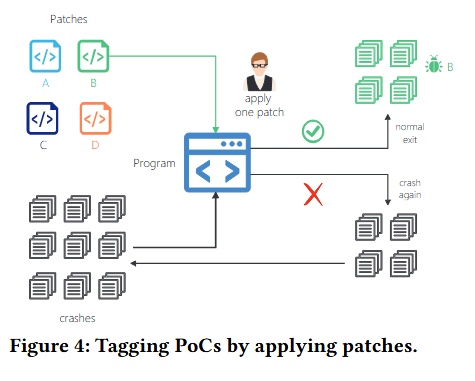 Patches
A
B
C
D
apply
one patch
Program
B
normal
exit
crash
again
crashes
Figure 4: Tagging PoCs by applying patches.